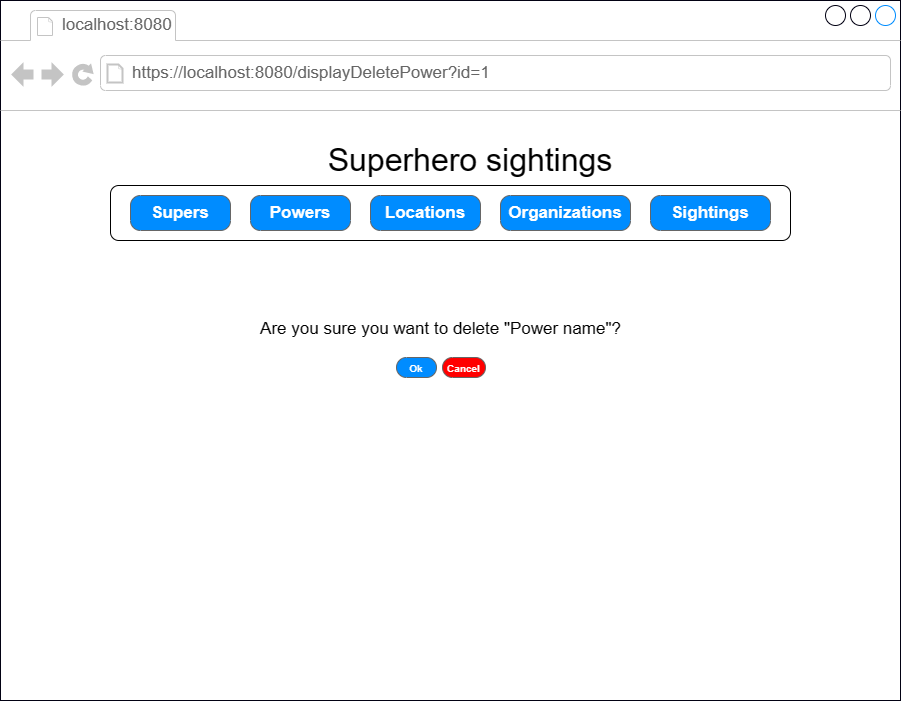 localhost:8080
https://localhost:8080/displayDeletePower?id=1
Superhero sightings
Supers Powers Locations Organizations Sightings
Are you sure you want to delete "Power name"?
Ok Cancel